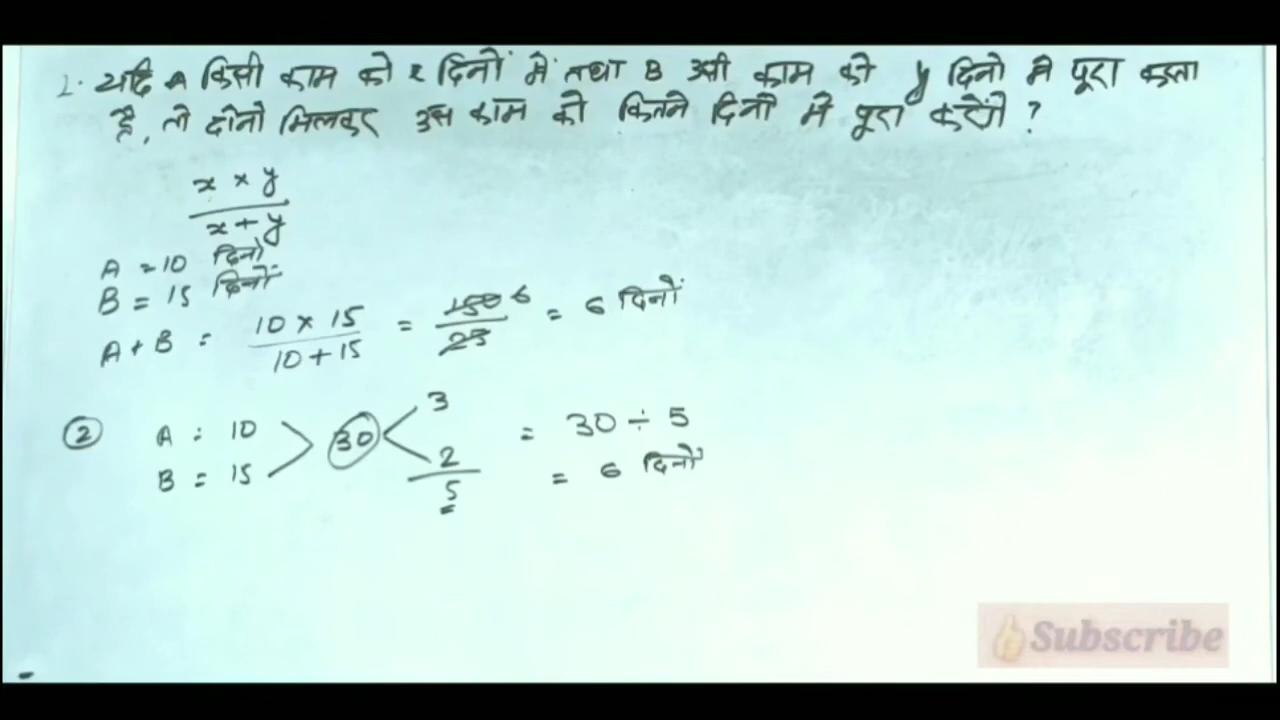 1. यदि A किसी काम को x दिनों में तथा B उसी काम को y दिनों में पूरा करता
है, तो दोनो मिलकर उस काम को कितने दिनों में पूरा करेंगे ?
x × y
x + y
A = 10 दिनों
B = 15 दिनों
A + B = 10 × 15 / 10 + 15 = 150 6 / 25 = 6 दिनों
② A = 10 > 30 < 3 = 30 ÷ 5
B = 15 2 = 6 दिनों
5
Subscribe